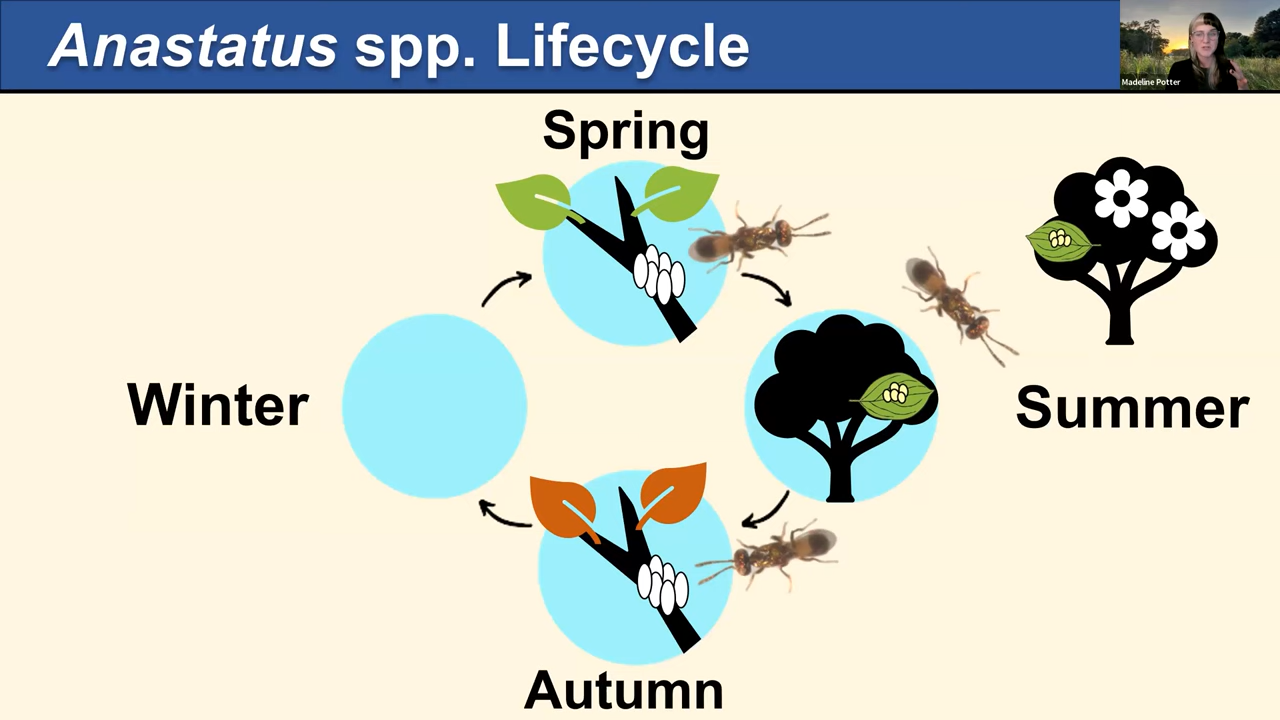 Anastatus spp. Lifecycle
Madeline Potter
Spring
Winter
Summer
Autumn